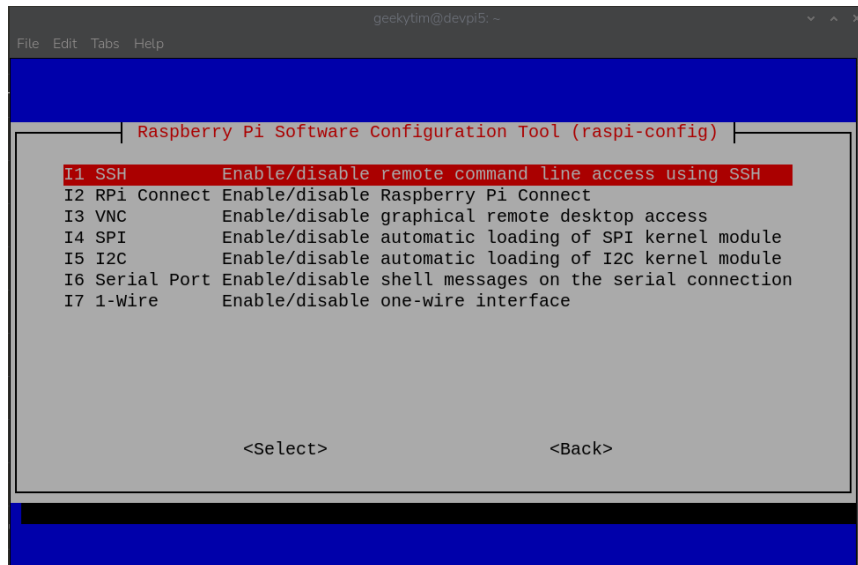 geekytim@devpi5: ~
File Edit Tabs Help
Raspberry Pi Software Configuration Tool (raspi-config)
I1 SSH Enable/disable remote command line access using SSH
I2 RPi Connect Enable/disable Raspberry Pi Connect
I3 VNC Enable/disable graphical remote desktop access
I4 SPI Enable/disable automatic loading of SPI kernel module
I5 I2C Enable/disable automatic loading of I2C kernel module
I6 Serial Port Enable/disable shell messages on the serial connection
I7 1-Wire Enable/disable one-wire interface
<Select> <Back>